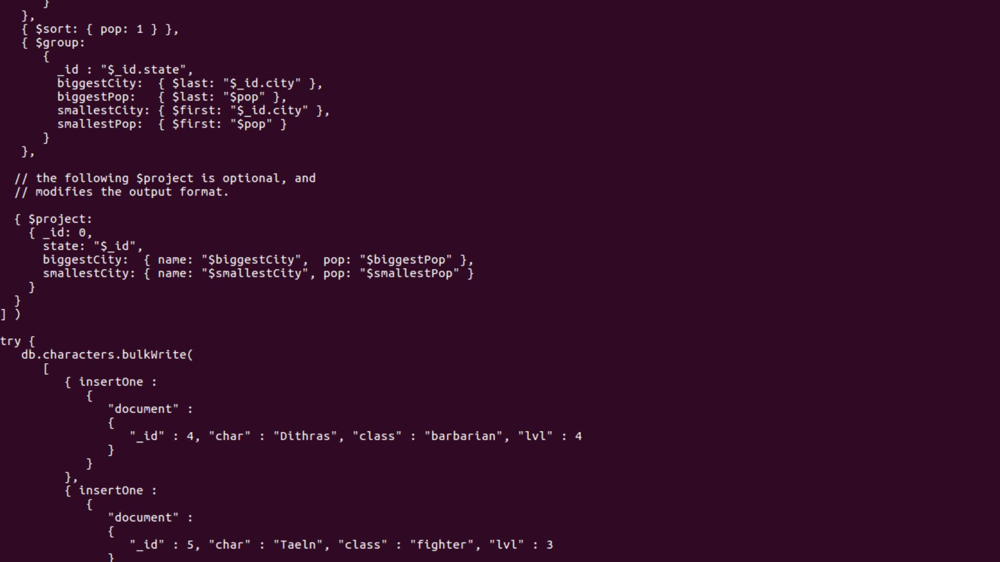 }
   },
   { $sort: { pop: 1 } },
   { $group:
      {
        _id : "$_id.state",
        biggestCity:  { $last: "$_id.city" },
        biggestPop:   { $last: "$pop" },
        smallestCity: { $first: "$_id.city" },
        smallestPop:  { $first: "$pop" }
      }
   },

  // the following $project is optional, and
  // modifies the output format.

  { $project:
    { _id: 0,
      state: "$_id",
      biggestCity:  { name: "$biggestCity",  pop: "$biggestPop" },
      smallestCity: { name: "$smallestCity", pop: "$smallestPop" }
    }
  }
] )

try {
   db.characters.bulkWrite(
      [
         { insertOne :
            {
               "document" :
               {
                  "_id" : 4, "char" : "Dithras", "class" : "barbarian", "lvl" : 4
               }
            }
         },
         { insertOne :
            {
               "document" :
               {
                  "_id" : 5, "char" : "Taeln", "class" : "fighter", "lvl" : 3
               }